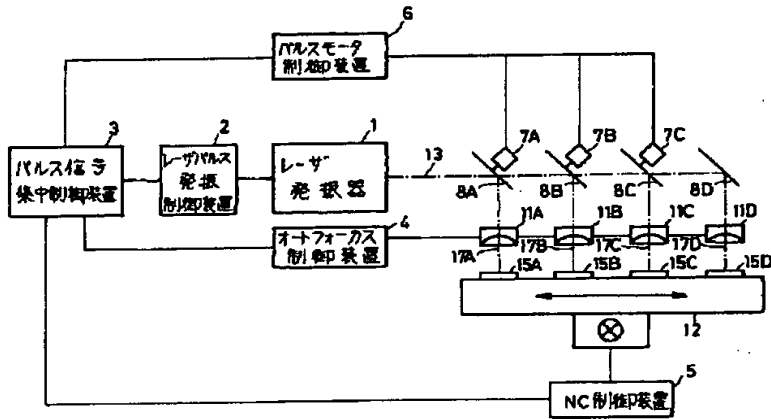 6
パルスモータ
制御装置
3
2
1
7A
7B
7C
パルス信号
集中制御装置
レーザパルス
発振
制御装置
レーザ
発振器
13
8A
8B
8C
8D
4
11A
11B
11C
11D
オートフォーカス
制御装置
17A
17B
17C
17D
15A
15B
15C
15D
12
5
NC制御装置